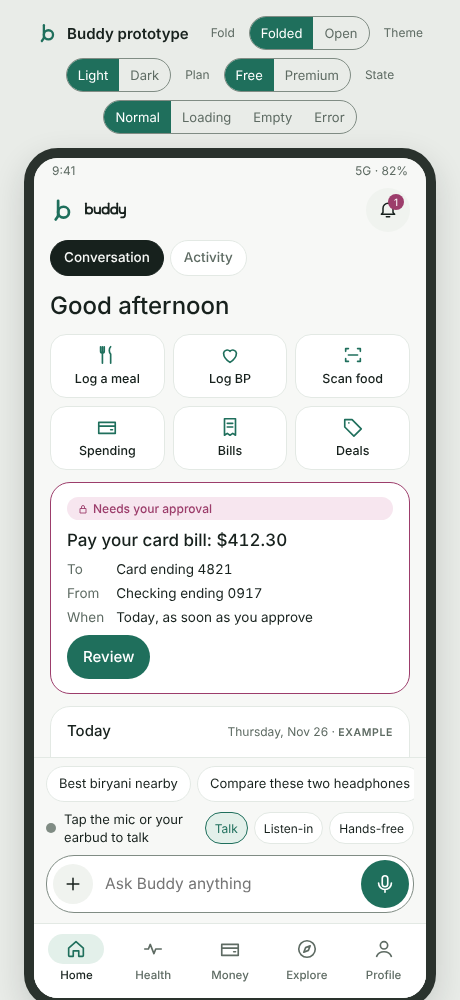 Buddy prototype Fold Folded Open Theme
Light Dark Plan Free Premium State
Normal Loading Empty Error
9:41 5G · 82%
buddy 1
Conversation Activity
Good afternoon
Log a meal Log BP Scan food
Spending Bills Deals
Needs your approval
Pay your card bill: $412.30
To Card ending 4821
From Checking ending 0917
When Today, as soon as you approve
Review
Today Thursday, Nov 26 · EXAMPLE
Best biryani nearby Compare these two headphones
Tap the mic or your
earbud to talk
Talk Listen-in Hands-free
Ask Buddy anything
Home Health Money Explore Profile